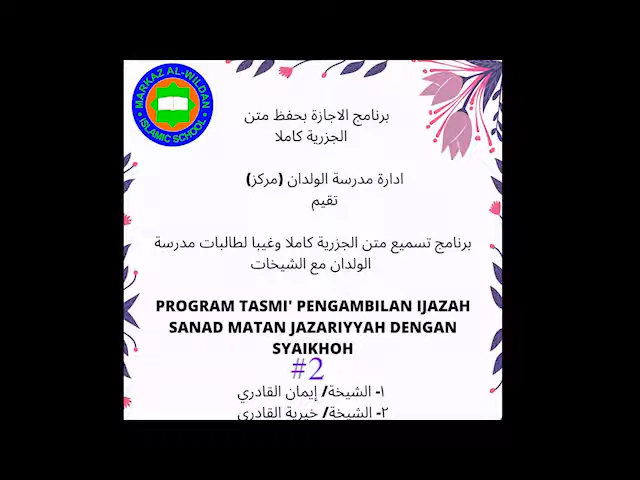 MARKAZ AL-WILDAN
ISLAMIC SCHOOL
برنامج الاجازة بحفظ متن
الجزرية كاملا
ادارة مدرسة الولدان (مركز)
تقيم
برنامج تسميع متن الجزرية كاملا وغيبا لطالبات مدرسة
الولدان مع الشيخات
PROGRAM TASMI' PENGAMBILAN IJAZAH
SANAD MATAN JAZARIYYAH DENGAN
SYAIKHOH
#2
١- الشيخة/ إيمان القادري
٢- الشيخة/ خيرية القادري